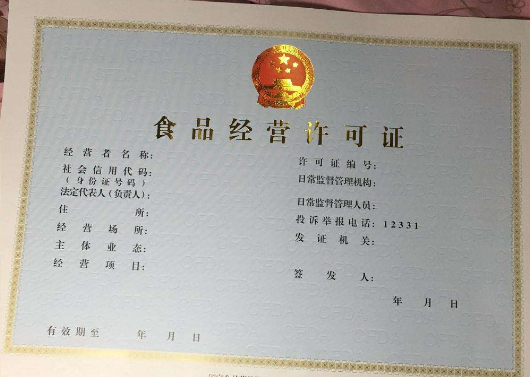 食品经营许可证
经营者名称:
社会信用代码:
(身份证号码)
法定代表人(负责人):
住所:
经营场所:
主体业态:
经营项目:
许可证编号:
日常监督管理机构:
日常监督管理人员:
投诉举报电话: 12331
发证机关:
签发人:
年 月 日
有效期至 年 月 日